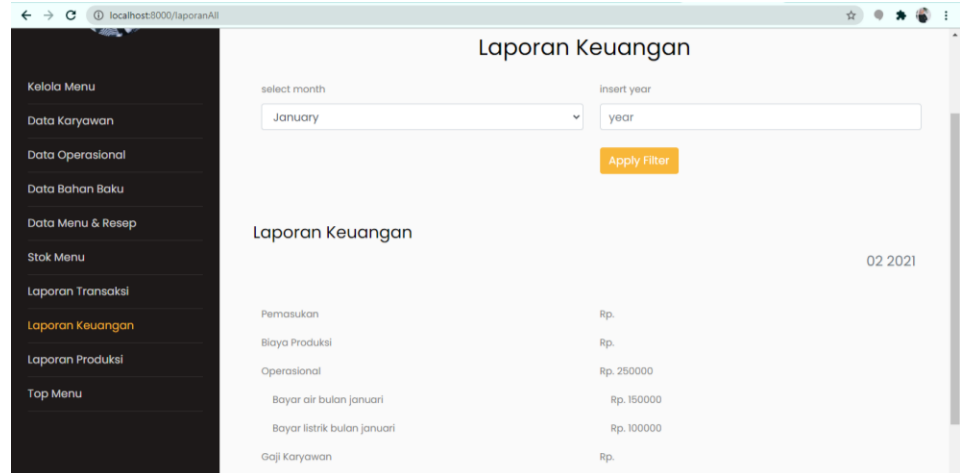 localhost:8000/laporanAll
Laporan Keuangan
Kelola Menu
Data Karyawan
Data Operasional
Data Bahan Baku
Data Menu & Resep
Stok Menu
Laporan Transaksi
Laporan Keuangan
Laporan Produksi
Top Menu
select month
insert year
January
year
Apply Filter
Laporan Keuangan
02 2021
Pemasukan Rp.
Biaya Produksi Rp.
Operasional Rp. 250000
Bayar air bulan januari Rp. 150000
Bayar listrik bulan januari Rp. 100000
Gaji Karyawan Rp.